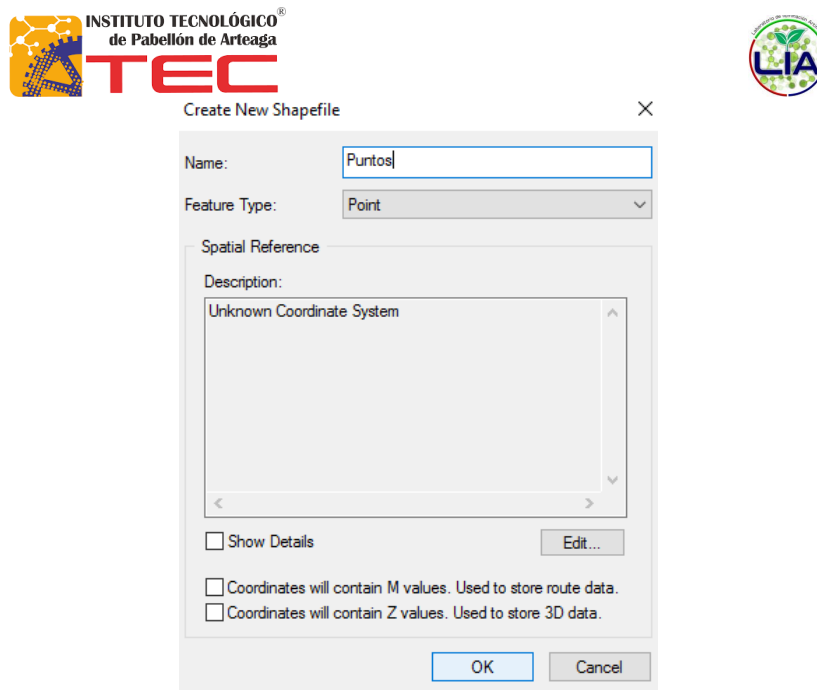 INSTITUTO TECNOLÓGICO®
de Pabellón de Arteaga
TEC
LIA
Create New Shapefile
Name:
Puntos
Feature Type:
Point
Spatial Reference
Description:
Unknown Coordinate System
Show Details
Edit...
Coordinates will contain M values. Used to store route data.
Coordinates will contain Z values. Used to store 3D data.
OK
Cancel